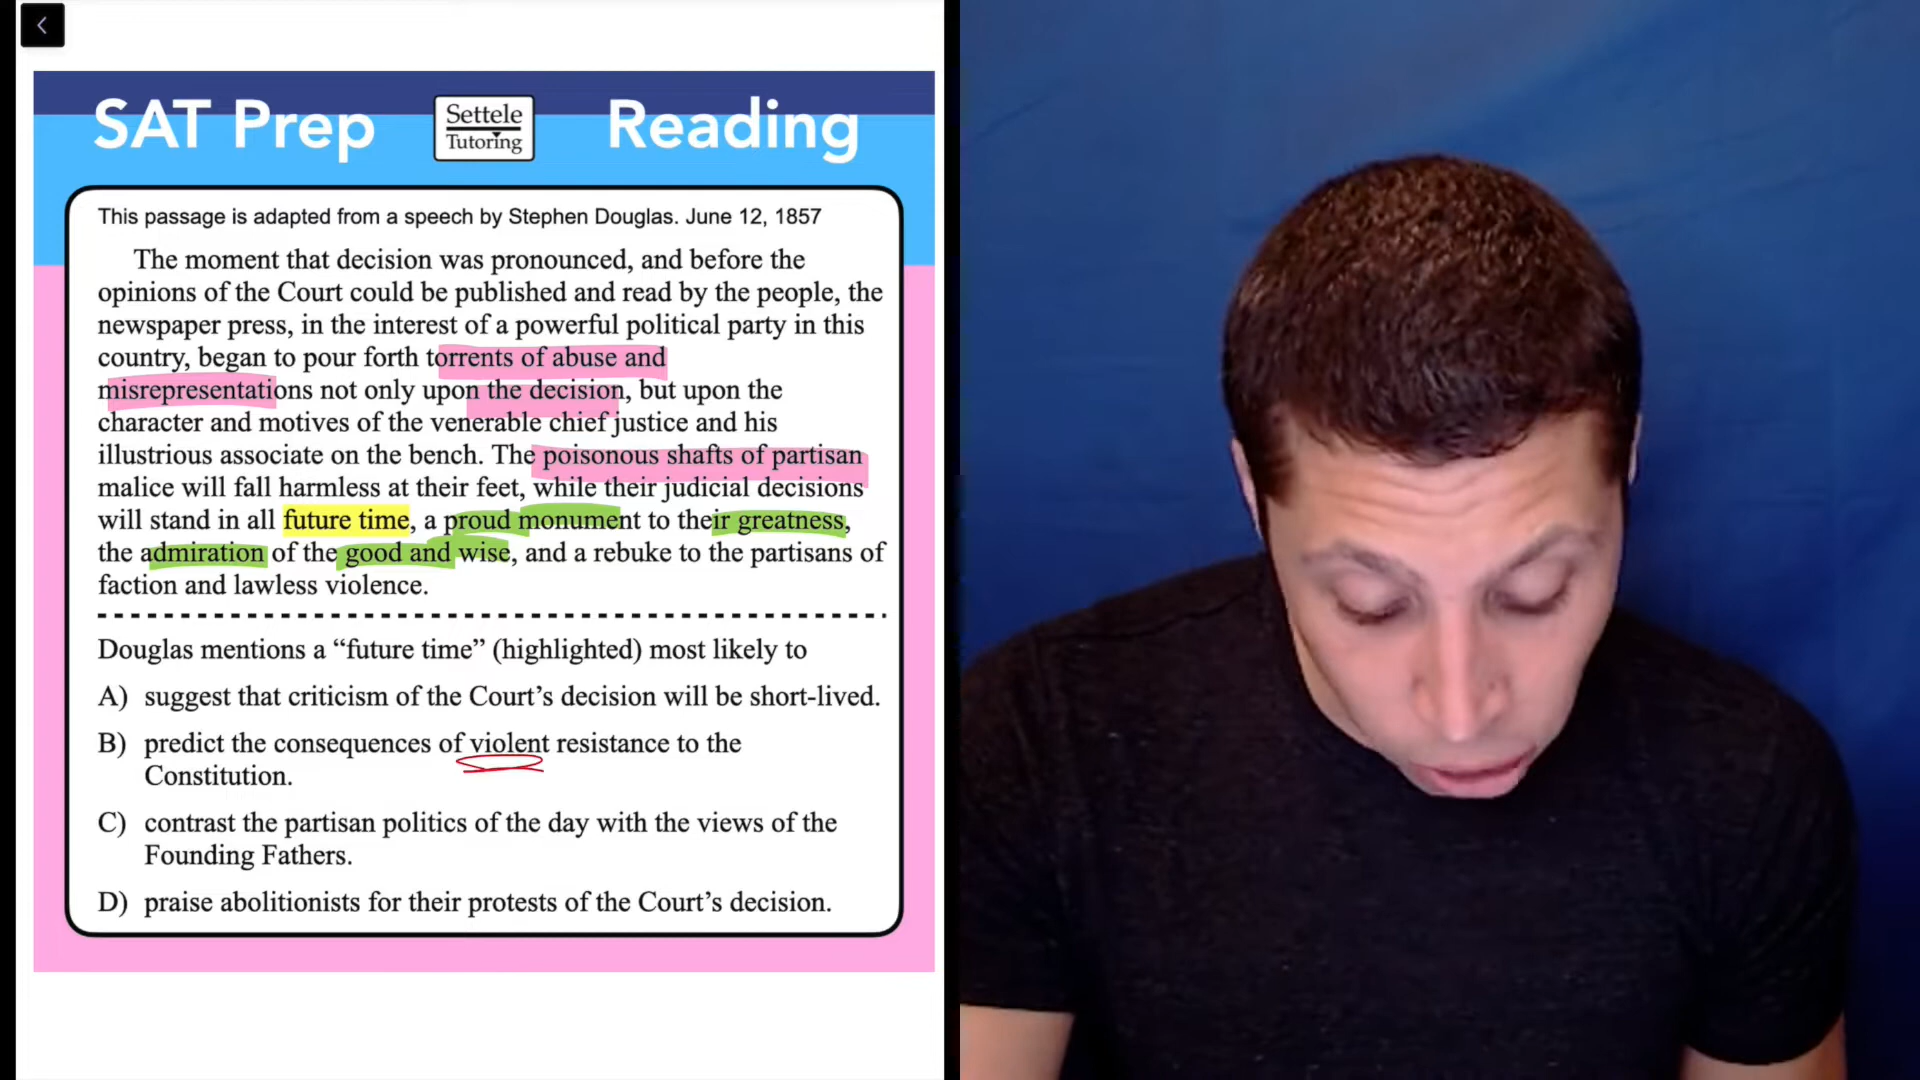 SAT Prep
Settele
Tutoring
Reading
This passage is adapted from a speech by Stephen Douglas. June 12, 1857
The moment that decision was pronounced, and before the
opinions of the Court could be published and read by the people, the
newspaper press, in the interest of a powerful political party in this
country, began to pour forth torrents of abuse and
misrepresentations not only upon the decision, but upon the
character and motives of the venerable chief justice and his
illustrious associate on the bench. The poisonous shafts of partisan
malice will fall harmless at their feet, while their judicial decisions
will stand in all future time, a proud monument to their greatness,
the admiration of the good and wise, and a rebuke to the partisans of
faction and lawless violence.
Douglas mentions a “future time” (highlighted) most likely to
A) suggest that criticism of the Court’s decision will be short-lived.
B) predict the consequences of violent resistance to the
Constitution.
C) contrast the partisan politics of the day with the views of the
Founding Fathers.
D) praise abolitionists for their protests of the Court’s decision.